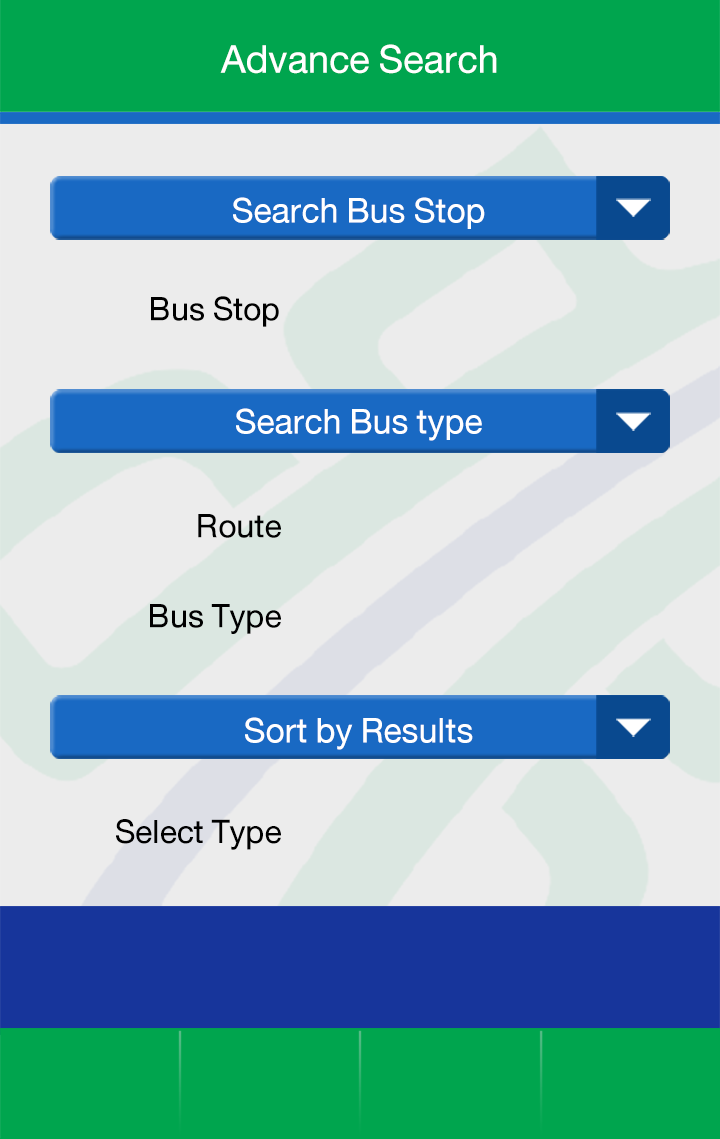 Advance Search
Search Bus Stop
Bus Stop
Search Bus type
Route
Bus Type
Sort by Results
Select Type